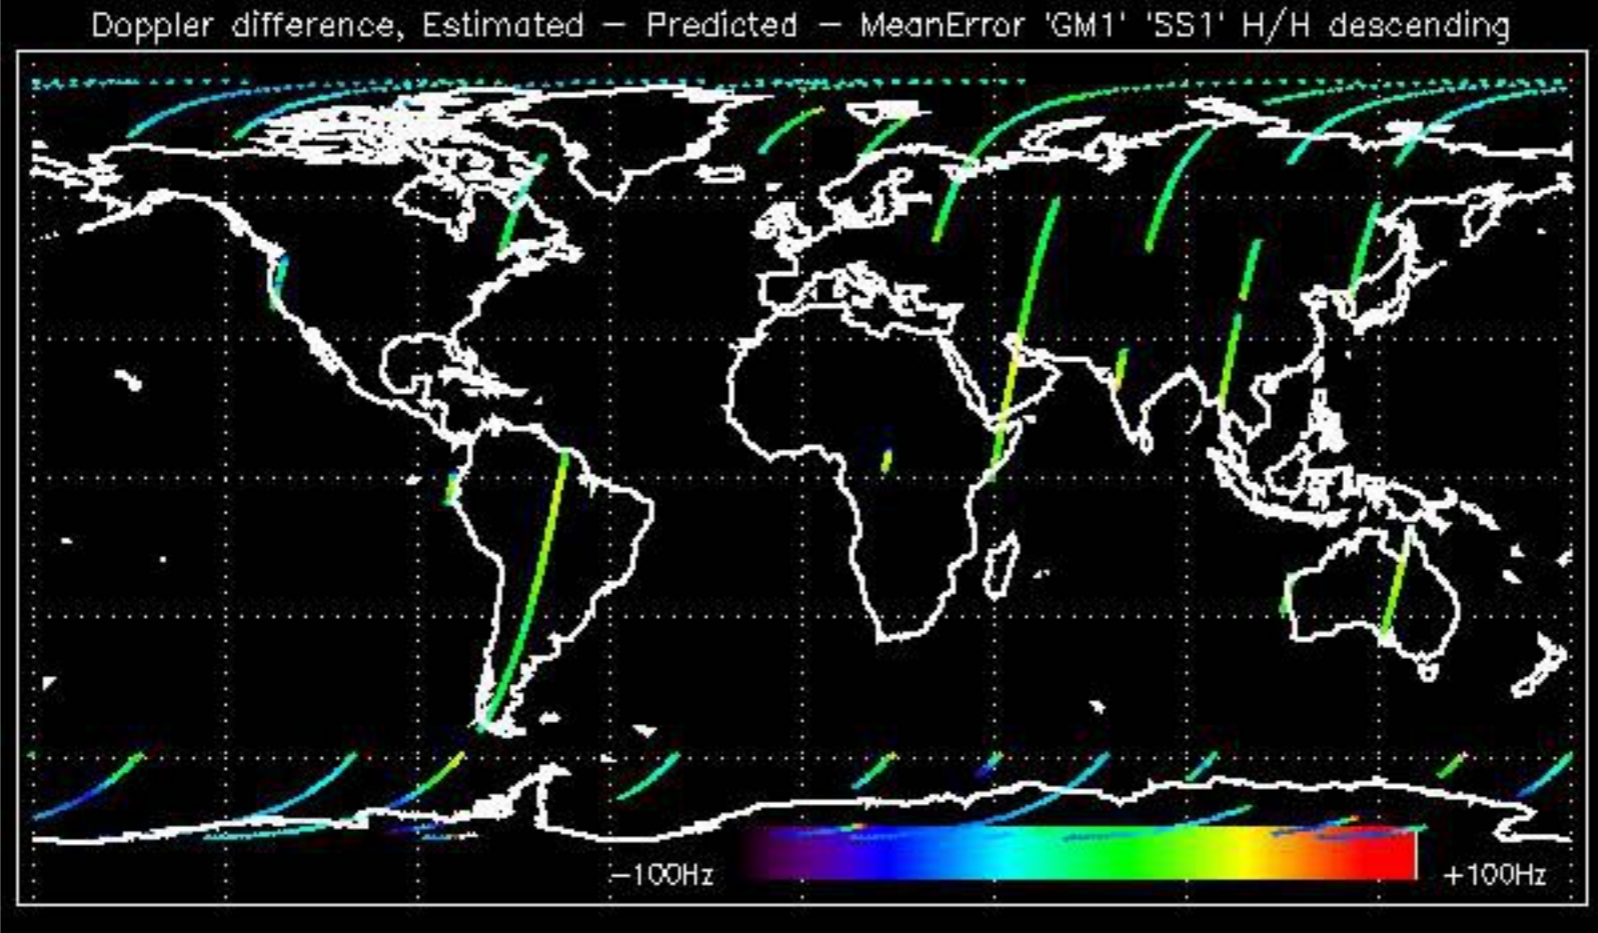 Doppler difference, Estimated – Predicted – MeanError 'GM1' 'SS1' H/H descending
–100Hz +100Hz